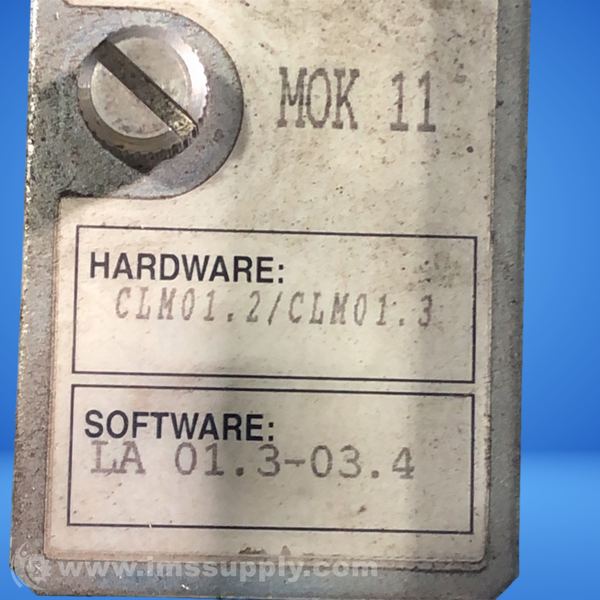 MOK 11
HARDWARE:
CLM01.2/CLM01.3
SOFTWARE:
LA 01.3-03.4
www.imssupply.com